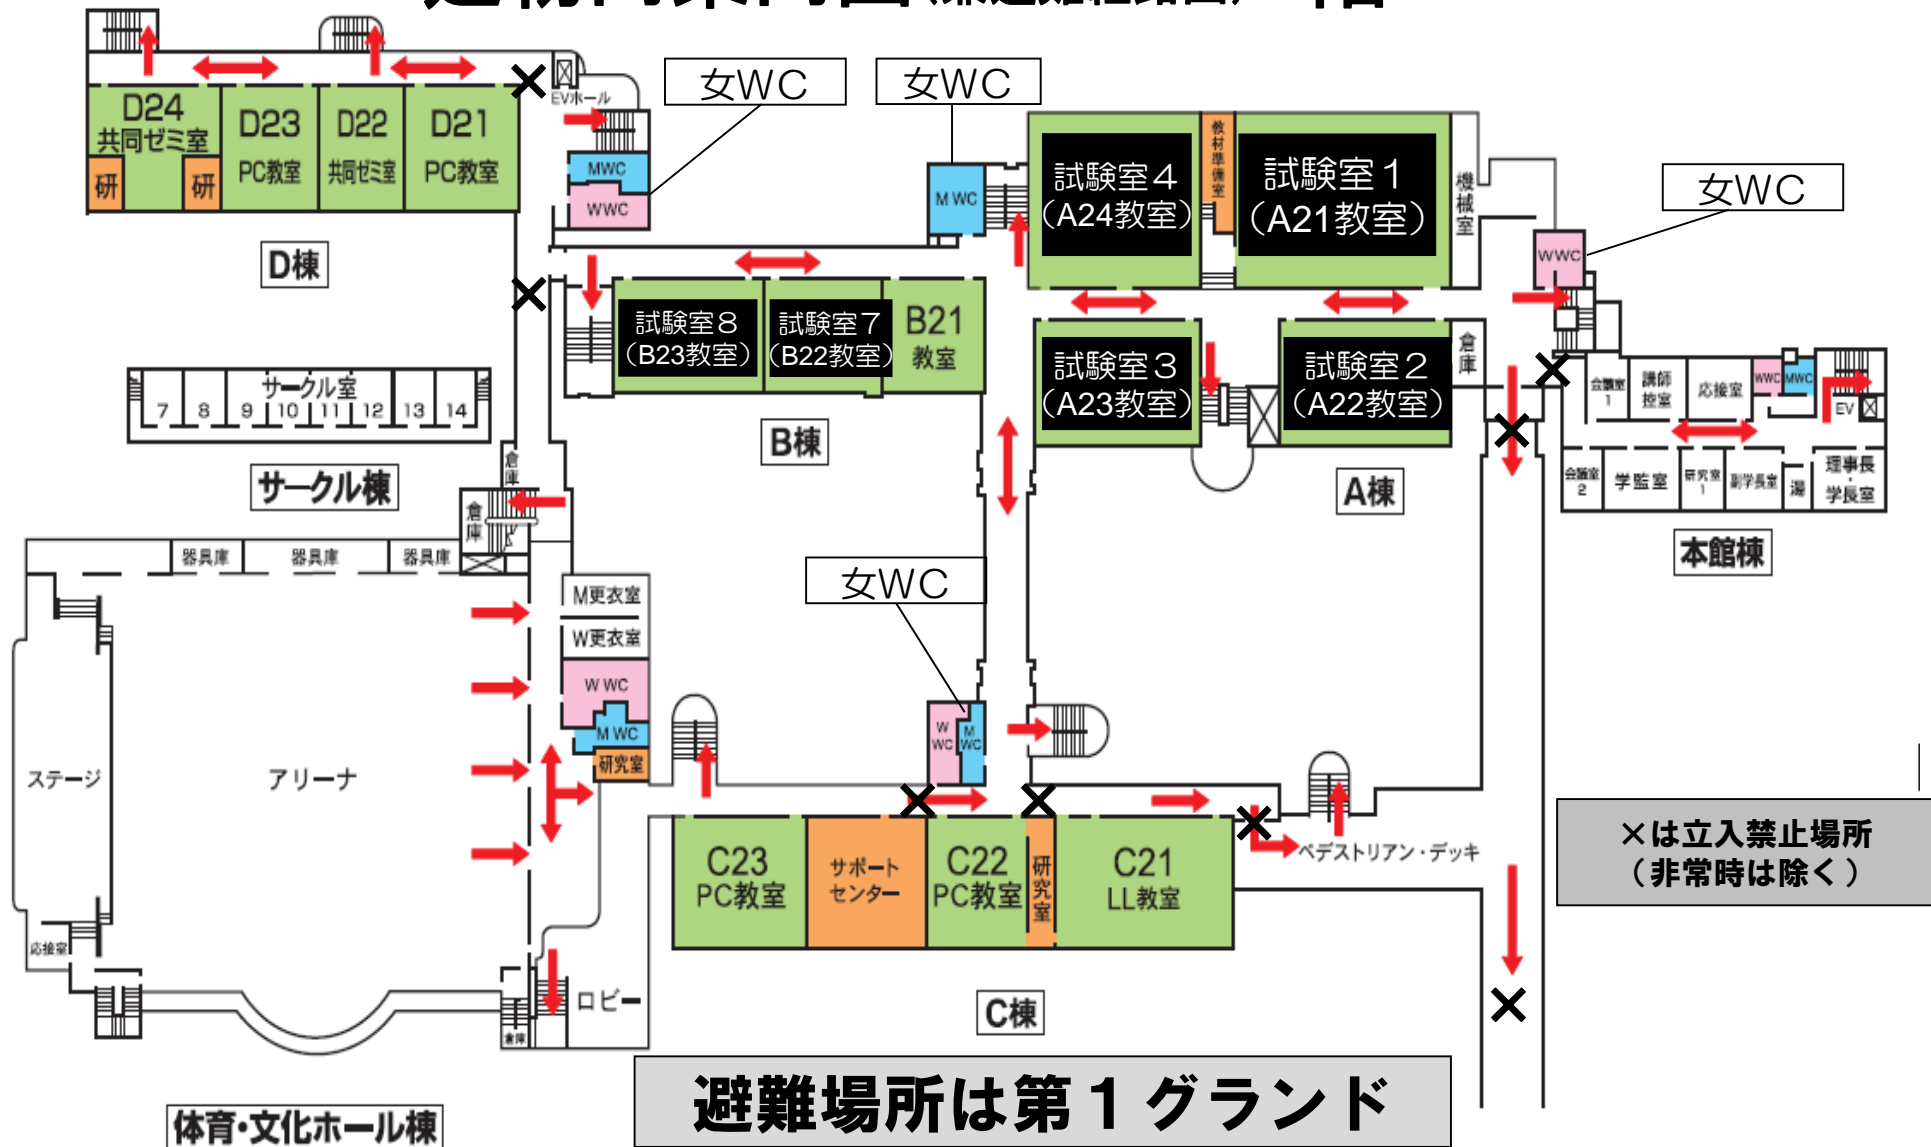 女WC
女WC
D24
共同ゼミ室
研
研
D23
PC教室
D22
共同ゼミ室
D21
PC教室
EVホール
MWC
WWC
M WC
試験室４
（A24教室）
教材準備室
試験室１
（A21教室）
機械室
女WC
WWC
D棟
試験室８
（B23教室）
試験室７
（B22教室）
B21
教室
試験室３
（A23教室）
試験室２
（A22教室）
倉庫
会議室
1
講師
控室
応接室
WWC
MWC
EV
サークル室
7
8
9
10
11
12
13
14
B棟
サークル棟
倉庫
倉庫
A棟
会議室
2
学監室
研究室
1
副学長室
湯
理事長
・
学長室
本館棟
器具庫
器具庫
器具庫
女WC
M更衣室
W更衣室
W WC
M WC
研究室
W
WC
M
WC
ステージ
アリーナ
×は立入禁止場所
（非常時は除く）
ペデストリアン・デッキ
C23
PC教室
サポート
センター
C22
PC教室
研究室
C21
LL教室
応接室
ロビー
倉庫
C棟
避難場所は第１グランド
体育・文化ホール棟